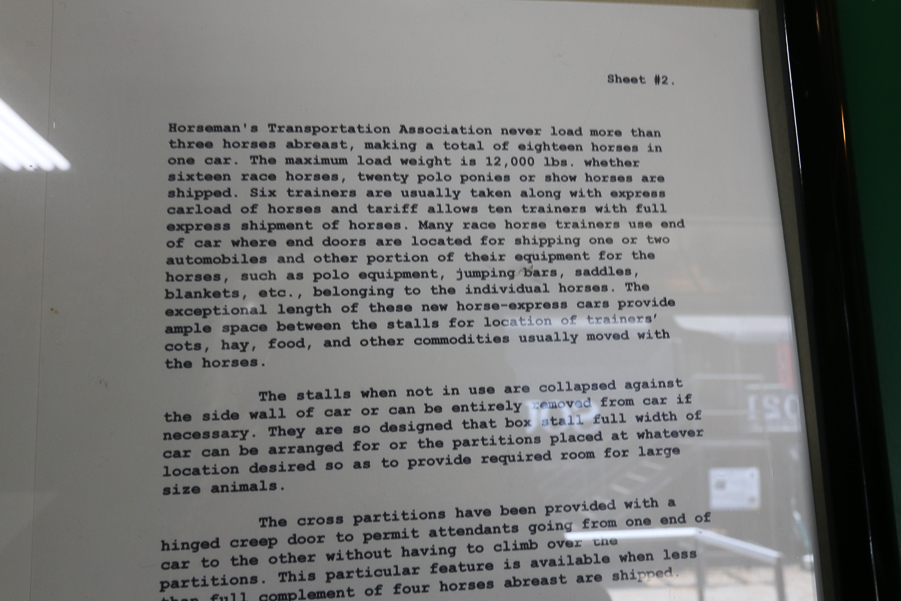 Sheet #2.
Horseman's Transportation Association never load more than
three horses abreast, making a total of eighteen horses in
one car. The maximum load weight is 12,000 lbs. whether
sixteen race horses, twenty polo ponies or show horses are
shipped. Six trainers are usually taken along with express
carload of horses and tariff allows ten trainers with full
express shipment of horses. Many race horse trainers use end
of car where end doors are located for shipping one or two
automobiles and other portion of their equipment for the
horses, such as polo equipment, jumping bars, saddles,
blankets, etc., belonging to the individual horses. The
exceptional length of these new horse-express cars provide
ample space between the stalls for location of trainers'
cots, hay, food, and other commodities usually moved with
the horses.
The stalls when not in use are collapsed against
the side wall of car or can be entirely removed from car if
necessary. They are so designed that box stall full width of
car can be arranged for or the partitions placed at whatever
location desired so as to provide required room for large
size animals.
The cross partitions have been provided with a
hinged creep door to permit attendants going from one end of
car to the other without having to climb over the
partitions. This particular feature is available when less
than full complement of four horses abreast are shipped.